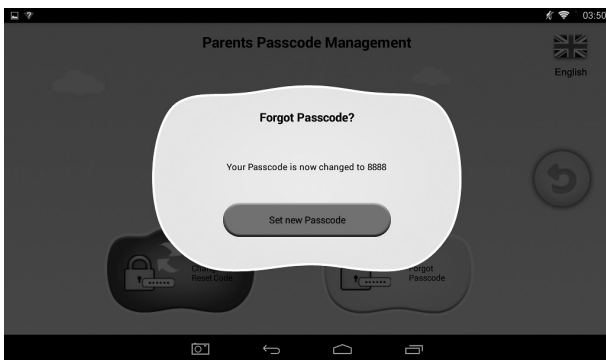 03:50
Parents Passcode Management
English
Forgot Passcode?
Your Passcode is now changed to 8888
Set new Passcode
Reset Code
Forgot
Passcode